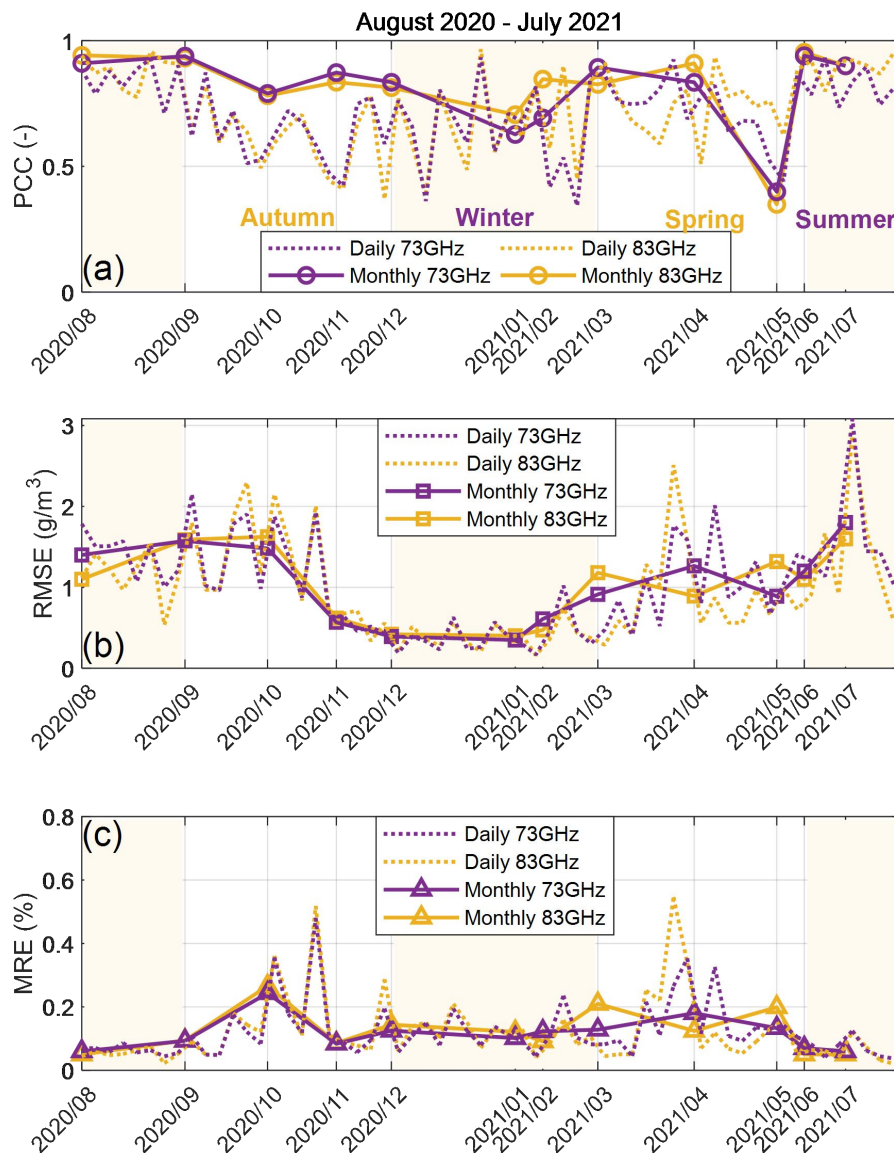 August 2020 - July 2021
1
0.5
0
PCC (-)
Autumn
Winter
Spring
Summer
(a)
Daily 73GHz
Daily 83GHz
Monthly 73GHz
Monthly 83GHz
2020/08
2020/09
2020/10
2020/11
2020/12
2021/01
2021/02
2021/03
2021/04
2021/05
2021/06
2021/07
3
2
1
0
RMSE (g/m³)
(b)
Daily 73GHz
Daily 83GHz
Monthly 73GHz
Monthly 83GHz
2020/08
2020/09
2020/10
2020/11
2020/12
2021/01
2021/02
2021/03
2021/04
2021/05
2021/06
2021/07
0.8
0.6
0.4
0.2
0
MRE (%)
(c)
Daily 73GHz
Daily 83GHz
Monthly 73GHz
Monthly 83GHz
2020/08
2020/09
2020/10
2020/11
2020/12
2021/01
2021/02
2021/03
2021/04
2021/05
2021/06
2021/07